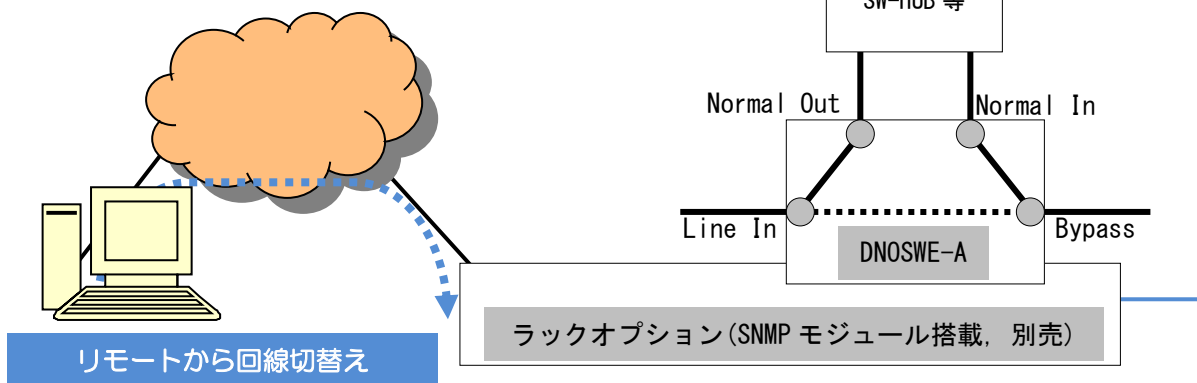 SW-HUB 等
Normal Out
Normal In
Line In
Bypass
DNOSWE-A
ラックオプション(SNMP モジュール搭載, 別売)
リモートから回線切替え